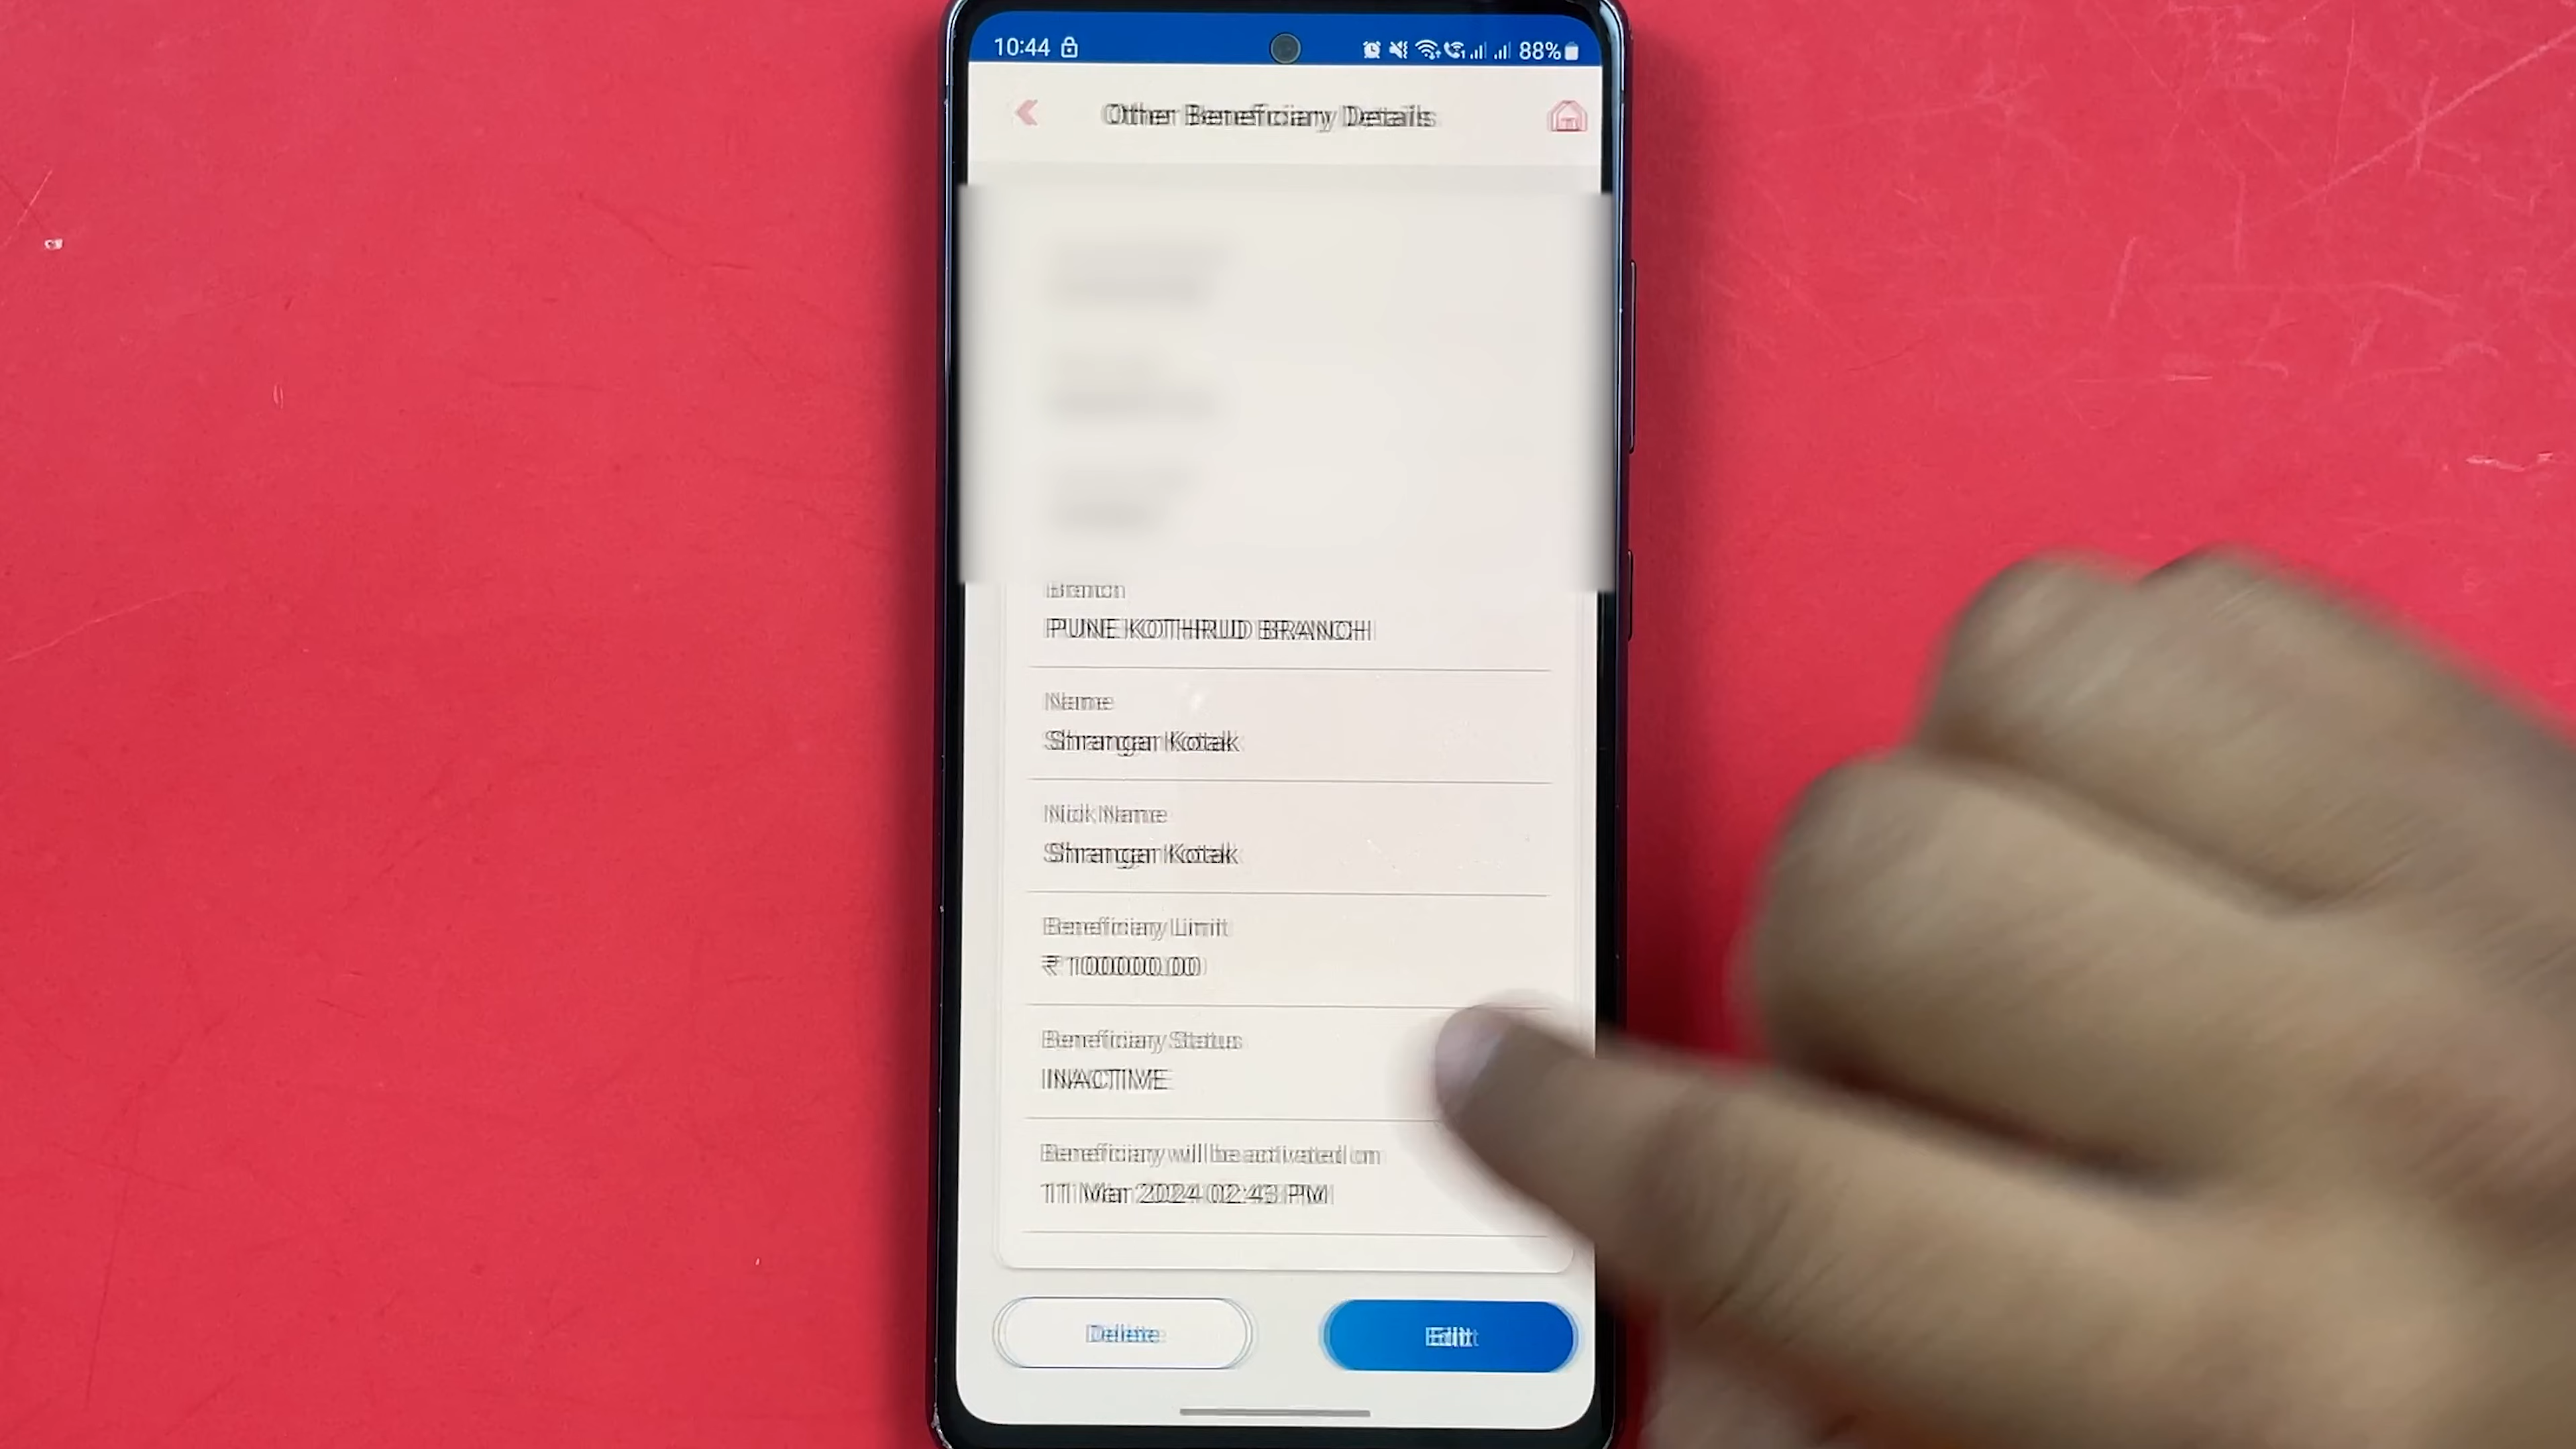 10:44
88%
Other Beneficiary Details
Branch
PUNE KOTHRUD BRANCH
Name
Shrangar Kotak
Nick Name
Shrangar Kotak
Beneficiary Limit
₹ 100000.00
Beneficiary Status
INACTIVE
Beneficiary will be activated on
11 Mar 2024 02:43 PM
Delete
Edit